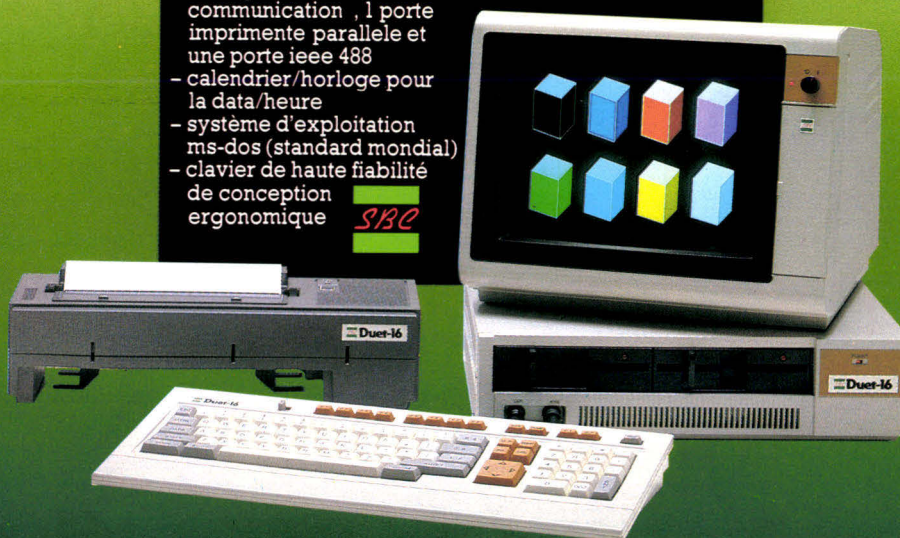 communication , 1 porte
imprimente parallele et
une porte ieee 488
– calendrier/horloge pour
la data/heure
– système d'exploitation
ms-dos (standard mondial)
– clavier de haute fiabilité
de conception
ergonomique
SBC
Duet-16
Duet-16
Duet-16